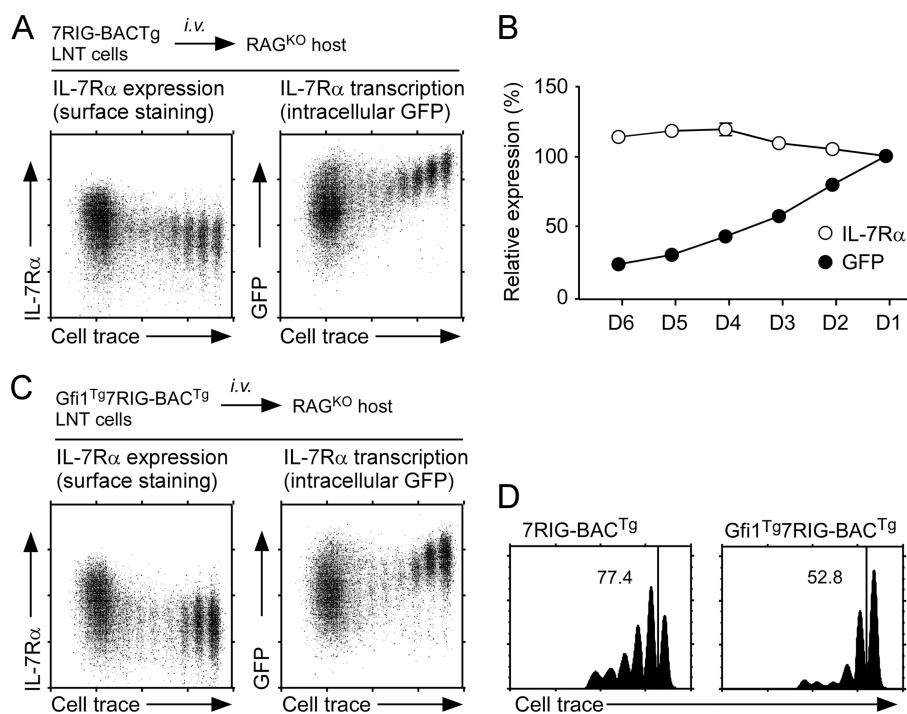 A
7RIG-BACTg
LNT cells
i.v.
RAGKO host
IL-7Rα expression
(surface staining)
IL-7Rα transcription
(intracellular GFP)
IL-7Rα
Cell trace
GFP
Cell trace
B
Relative expression (%)
150
100
50
0
IL-7Rα
GFP
D6 D5 D4 D3 D2 D1
C
Gfi1Tg7RIG-BACTg
LNT cells
i.v.
RAGKO host
IL-7Rα expression
(surface staining)
IL-7Rα transcription
(intracellular GFP)
IL-7Rα
Cell trace
GFP
Cell trace
D
7RIG-BACTg
Gfi1Tg7RIG-BACTg
77.4
52.8
Cell trace